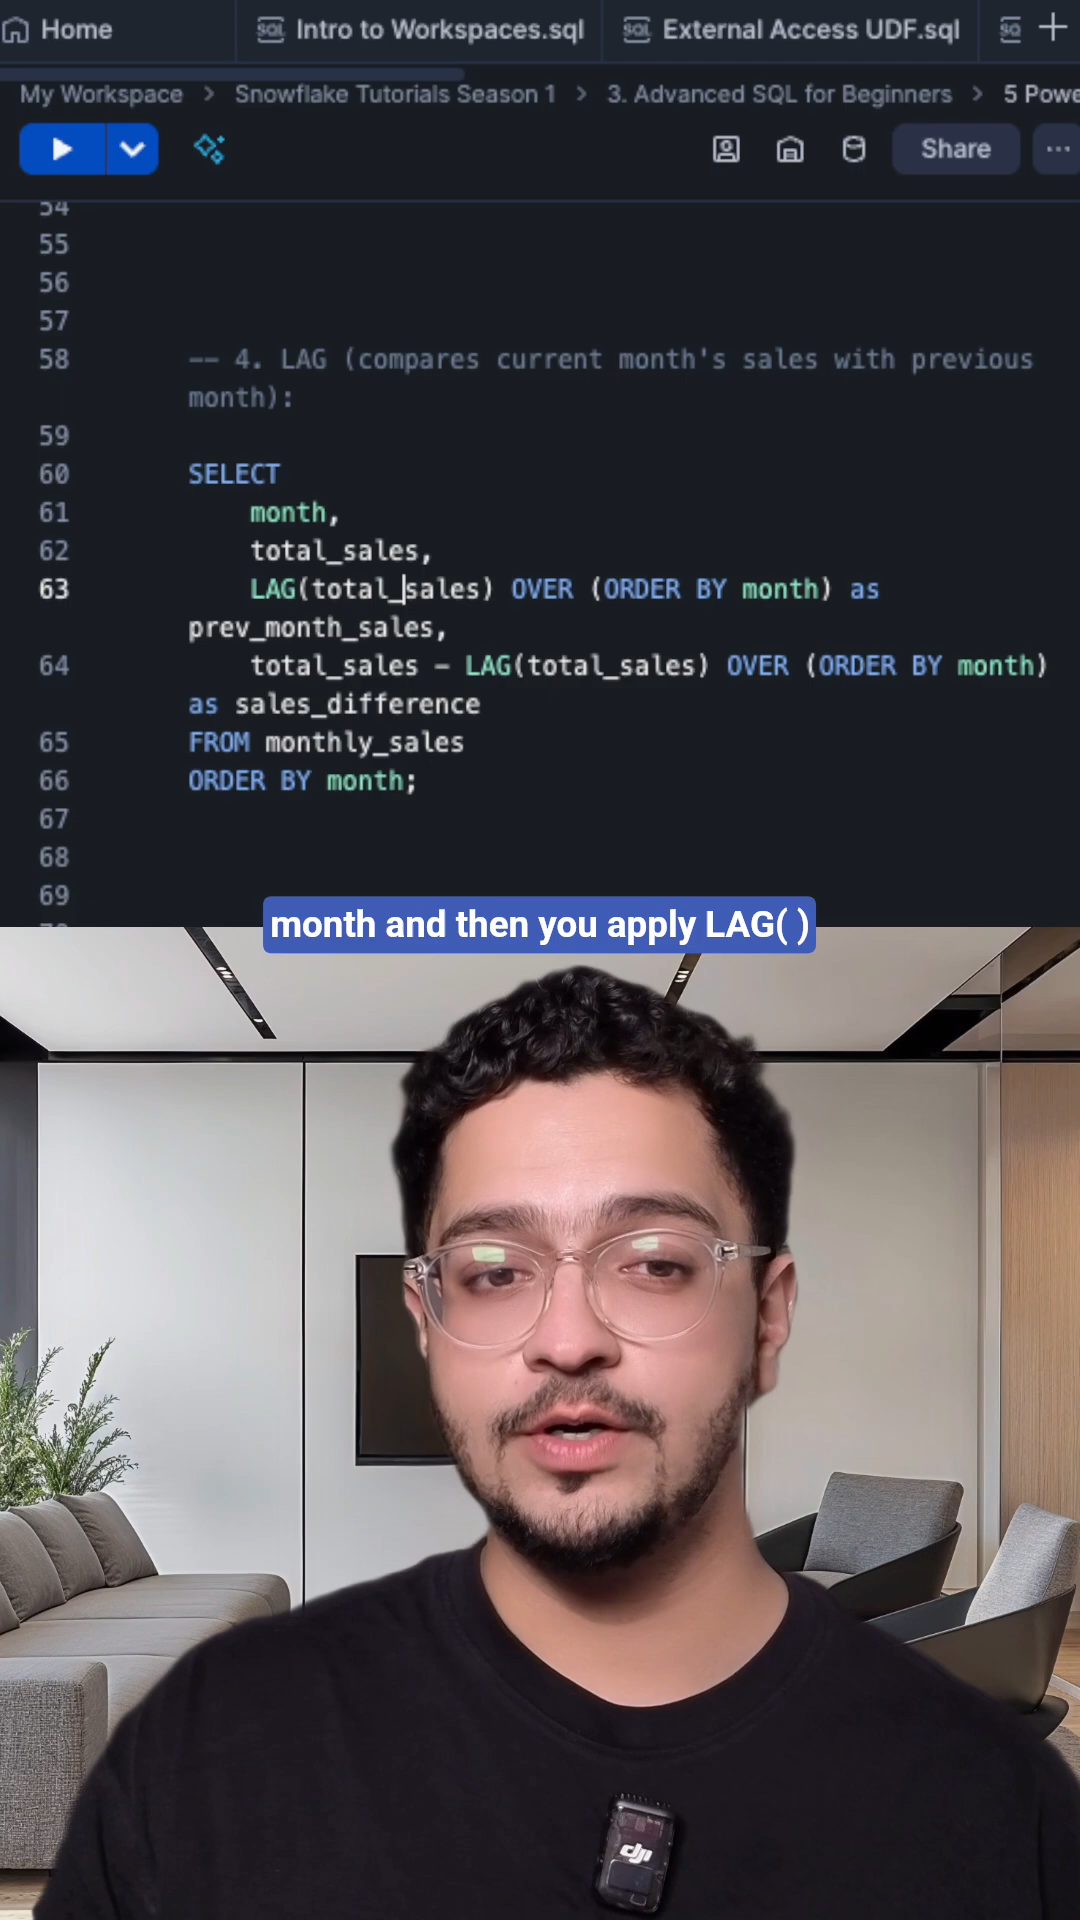 Home
Intro to Workspaces.sql
External Access UDF.sql
My Workspace > Snowflake Tutorials Season 1 > 3. Advanced SQL for Beginners > 5 Powe
Share
54
55
56
57
58 -- 4. LAG (compares current month's sales with previous
month):
59
60 SELECT
61 month,
62 total_sales,
63 LAG(total_sales) OVER (ORDER BY month) as
prev_month_sales,
64 total_sales - LAG(total_sales) OVER (ORDER BY month)
as sales_difference
65 FROM monthly_sales
66 ORDER BY month;
67
68
69
month and then you apply LAG( )
dji